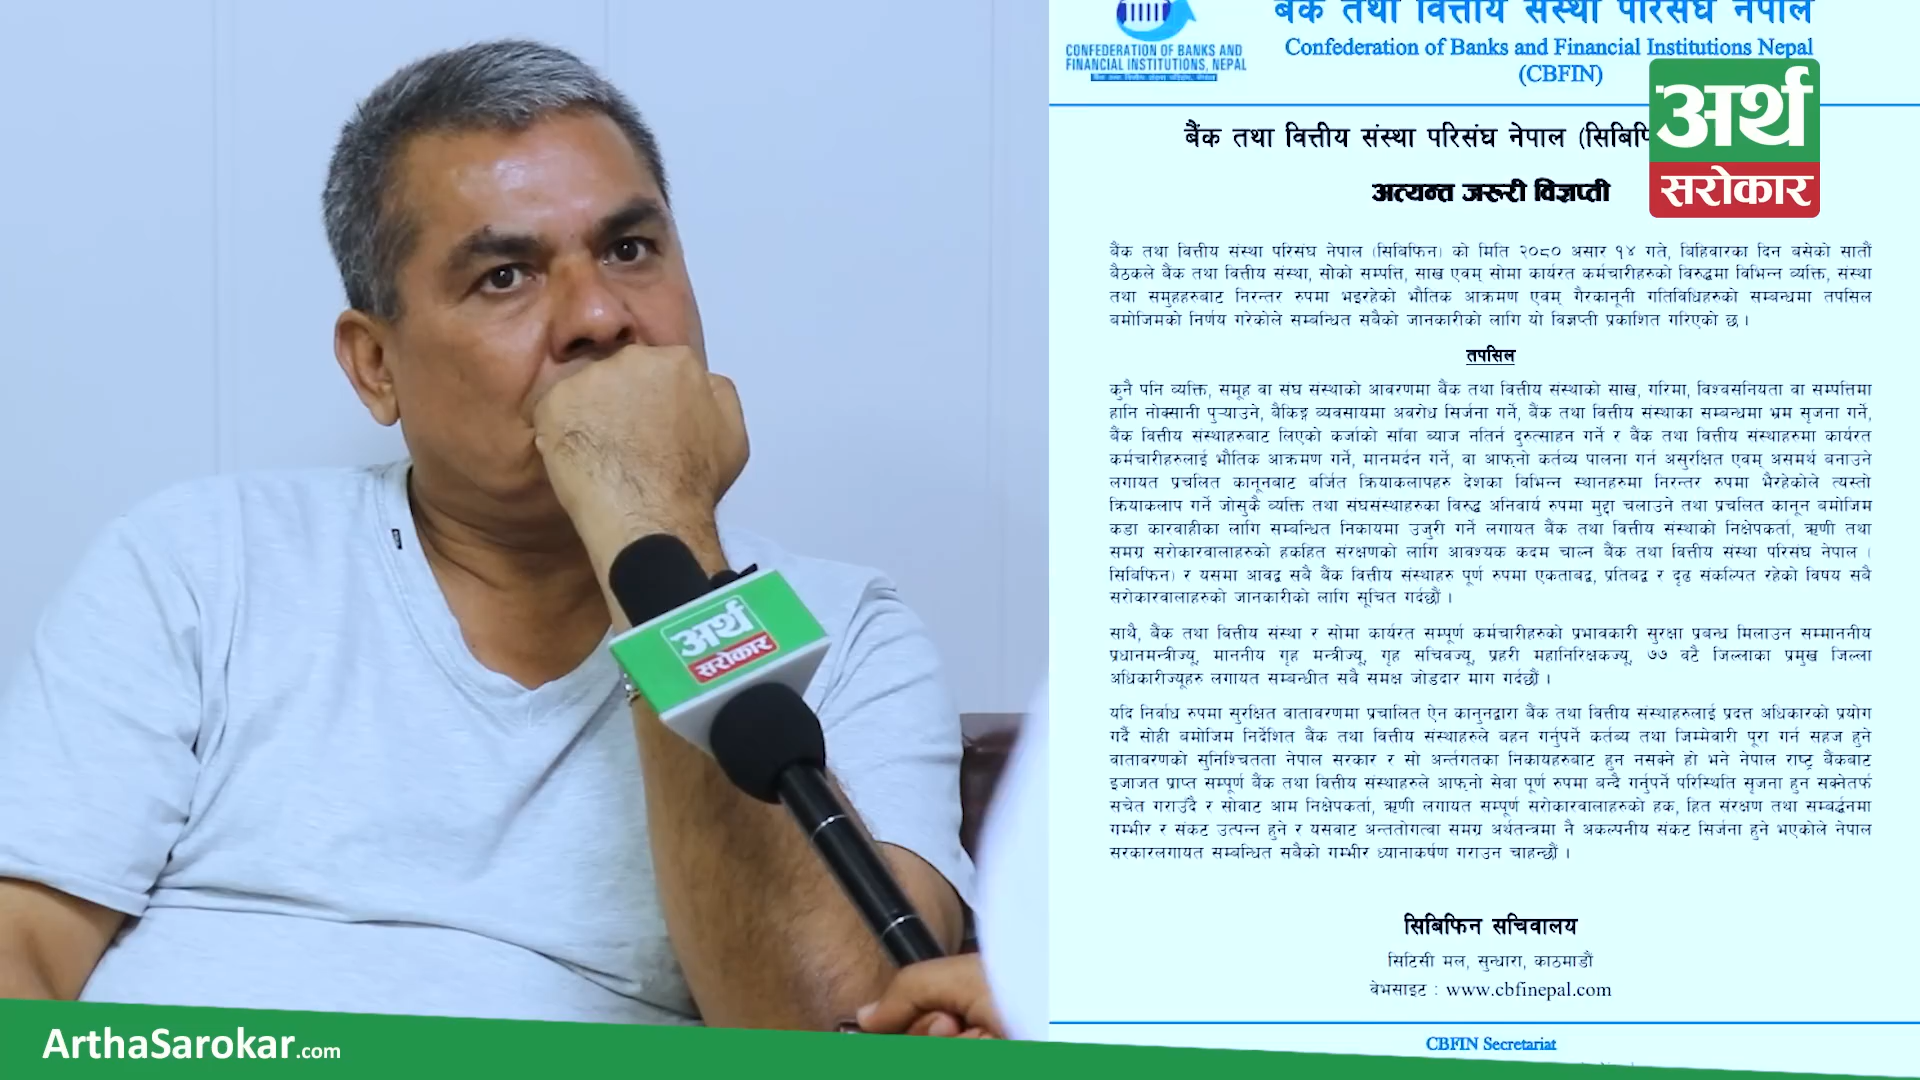 बैंक तथा वित्तीय संस्था परिसंघ नेपाल
CONFEDERATION OF BANKS AND
FINANCIAL INSTITUTIONS, NEPAL
Confederation of Banks and Financial Institutions Nepal
(CBFIN)
अर्थ
सरोकार
बैंक तथा वित्तीय संस्था परिसंघ नेपाल (सिबिफि
अत्यन्त जरुरी विज्ञप्ती
बैंक तथा वित्तीय संस्था परिसंघ नेपाल (सिबिफिन) को मिति २०८० असार १४ गते, बिहिवारका दिन बसेको सातौं
बैठकले बैंक तथा वित्तीय संस्था, सोको सम्पत्ति, साख एवम् सोमा कार्यरत कर्मचारीहरुको विरुद्धमा विभिन्न व्यक्ति, संस्था
तथा समुहहरुबाट निरन्तर रुपमा भइरहेको भौतिक आक्रमण एवम् गैरकानूनी गतिविधिहरुको सम्बन्धमा तपसिल
बमोजिमको निर्णय गरेकोले सम्बन्धित सबैको जानकारीको लागि यो विज्ञप्ती प्रकाशित गरिएको छ ।
तपसिल
कुनै पनि व्यक्ति, समूह वा संघ संस्थाको आवरणमा बैंक तथा वित्तीय संस्थाको साख, गरिमा, विश्वसनियता वा सम्पत्तिमा
हानि नोक्सानी पुऱ्याउने, बैकिङ्ग व्यवसायमा अवरोध सिर्जना गर्ने, बैंक तथा वित्तीय संस्थाका सम्बन्धमा भ्रम सृजना गर्ने,
बैंक वित्तीय संस्थाहरुबाट लिएको कर्जाको साँवा ब्याज नतिर्न दुरुत्साहन गर्ने र बैंक तथा वित्तीय संस्थाहरुमा कार्यरत
कर्मचारीहरुलाई भौतिक आक्रमण गर्ने, मानमर्दन गर्ने, वा आफ्नो कर्तव्य पालना गर्न असुरक्षित एवम् असमर्थ बनाउने
लगायत प्रचलित कानूनबाट बर्जित क्रियाकलापहरु देशका विभिन्न स्थानहरुमा निरन्तर रुपमा भैरहेकोले त्यस्तो
क्रियाकलाप गर्ने जोसुकै व्यक्ति तथा संघसंस्थाहरुका विरुद्ध अनिवार्य रुपमा मुद्दा चलाउने तथा प्रचलित कानून बमोजिम
कडा कारबाहीका लागि सम्बन्धित निकायमा उजुरी गर्ने लगायत बैंक तथा वित्तीय संस्थाको निक्षेपकर्ता, ऋणी तथा
समग्र सरोकारवालाहरुको हकहित संरक्षणको लागि आवश्यक कदम चाल्न बैंक तथा वित्तीय संस्था परिसंघ नेपाल (
सिबिफिन) र यसमा आवद्ध सबै बैंक वित्तीय संस्थाहरु पूर्ण रुपमा एकताबद्द, प्रतिबद्द र दृढ संकल्पित रहेको विषय सबै
सरोकारवालाहरुको जानकारीको लागि सूचित गर्दछौं ।
साथै, बैंक तथा वित्तीय संस्था र सोमा कार्यरत सम्पूर्ण कर्मचारीहरुको प्रभावकारी सुरक्षा प्रबन्ध मिलाउन सम्माननीय
प्रधानमन्त्रीज्यू, माननीय गृह मन्त्रीज्यू, गृह सचिवज्यू, प्रहरी महानिरिक्षकज्यू, ७७ वटै जिल्लाका प्रमुख जिल्ला
अधिकारीज्यूहरु लगायत सम्बन्धीत सबै समक्ष जोडदार माग गर्दछौं ।
यदि निर्वाध रुपमा सुरक्षित वातावरणमा प्रचालित ऐन कानुनद्वारा बैंक तथा वित्तीय संस्थाहरुलाई प्रदत्त अधिकारको प्रयोग
गर्दै सोही बमोजिम निर्देशित बैंक तथा वित्तीय संस्थाहरुले बहन गर्नुपर्ने कर्तब्य तथा जिम्मेवारी पूरा गर्न सहज हुने
वातावरणको सुनिश्चितता नेपाल सरकार र सो अर्न्तगतका निकायहरुबाट हुन नसक्ने हो भने नेपाल राष्ट्र बैंकबाट
इजाजत प्राप्त सम्पूर्ण बैंक तथा वित्तीय संस्थाहरुले आफ्नो सेवा पूर्ण रुपमा बन्दै गर्नुपर्ने परिस्थिति सृजना हुन सक्नेतर्फ
सचेत गराउँदै र सोबाट आम निक्षेपकर्ता, ऋणी लगायत सम्पूर्ण सरोकारवालाहरुको हक, हित संरक्षण तथा सम्बर्द्धनमा
गम्भीर र संकट उत्पन्न हुने र यसबाट अन्ततोगत्वा समग्र अर्थतन्त्रमा नै अकल्पनीय संकट सिर्जना हुने भएकोले नेपाल
सरकारलगायत सम्बन्धित सबैको गम्भीर ध्यानाकर्षण गराउन चाहन्छौं ।
सिबिफिन सचिवालय
सिटिसी मल, सुन्धारा, काठमाडौं
वेभसाइट : www.cbfinepal.com
CBFIN Secretariat
अर्थ
सरोकार
ArthaSarokar.com